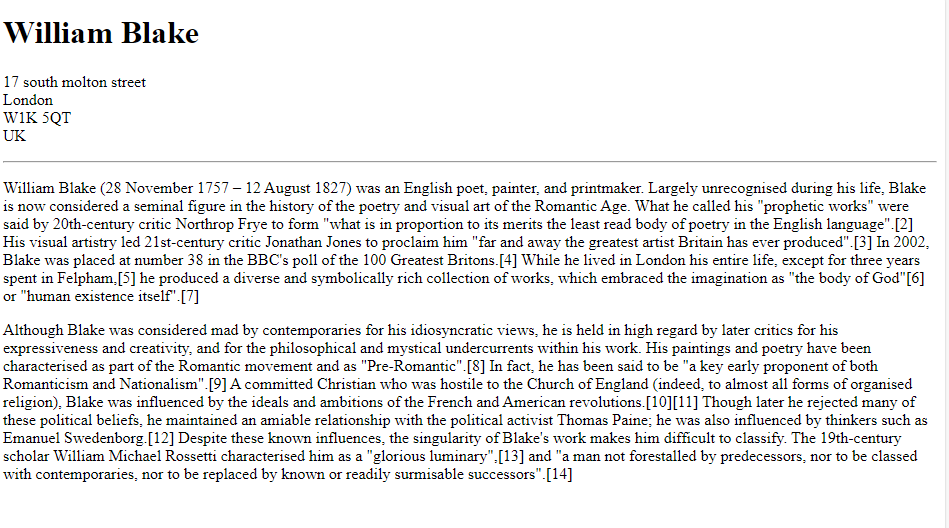 William Blake
17 south molton street
London
W1K 5QT
UK
William Blake (28 November 1757 – 12 August 1827) was an English poet, painter, and printmaker. Largely unrecognised during his life, Blake
is now considered a seminal figure in the history of the poetry and visual art of the Romantic Age. What he called his "prophetic works" were
said by 20th-century critic Northrop Frye to form "what is in proportion to its merits the least read body of poetry in the English language".[2]
His visual artistry led 21st-century critic Jonathan Jones to proclaim him "far and away the greatest artist Britain has ever produced".[3] In 2002,
Blake was placed at number 38 in the BBC's poll of the 100 Greatest Britons.[4] While he lived in London his entire life, except for three years
spent in Felpham,[5] he produced a diverse and symbolically rich collection of works, which embraced the imagination as "the body of God"[6]
or "human existence itself".[7]
Although Blake was considered mad by contemporaries for his idiosyncratic views, he is held in high regard by later critics for his
expressiveness and creativity, and for the philosophical and mystical undercurrents within his work. His paintings and poetry have been
characterised as part of the Romantic movement and as "Pre-Romantic".[8] In fact, he has been said to be "a key early proponent of both
Romanticism and Nationalism".[9] A committed Christian who was hostile to the Church of England (indeed, to almost all forms of organised
religion), Blake was influenced by the ideals and ambitions of the French and American revolutions.[10][11] Though later he rejected many of
these political beliefs, he maintained an amiable relationship with the political activist Thomas Paine; he was also influenced by thinkers such as
Emanuel Swedenborg.[12] Despite these known influences, the singularity of Blake's work makes him difficult to classify. The 19th-century
scholar William Michael Rossetti characterised him as a "glorious luminary",[13] and "a man not forestalled by predecessors, nor to be classed
with contemporaries, nor to be replaced by known or readily surmisable successors".[14]